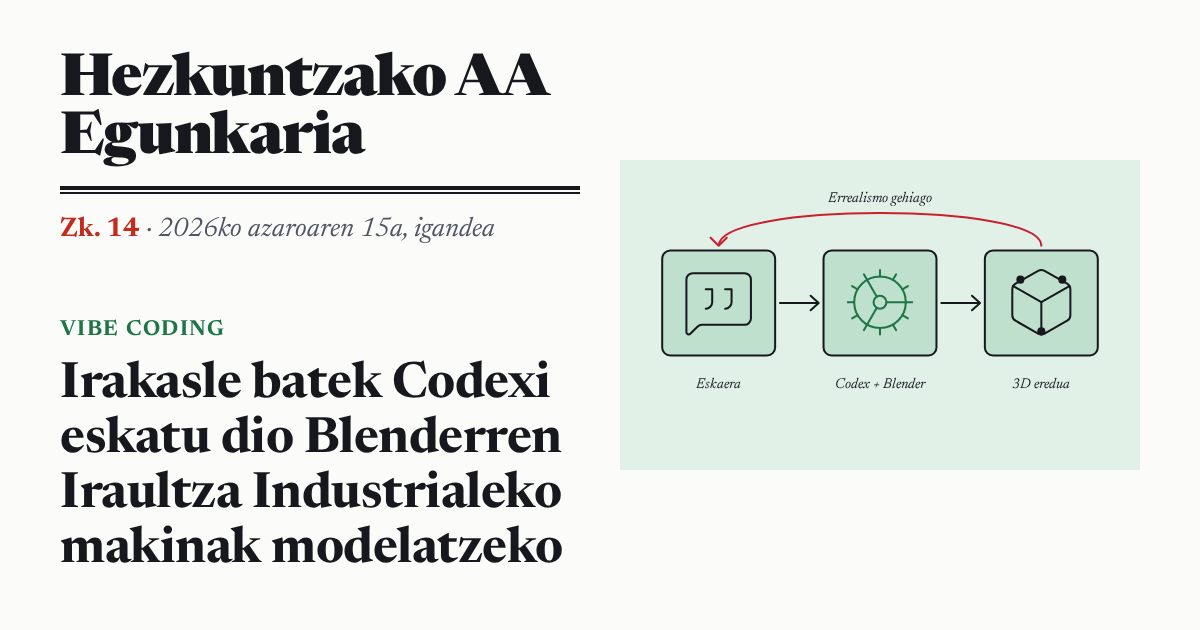 Hezkuntzako AA
Egunkaria
Zk. 14 · 2026ko azaroaren 15a, igandea
VIBE CODING
Irakasle batek Codexi
eskatu dio Blenderren
Iraultza Industrialeko
makinak modelatzeko
Errealismo gehiago
Eskaera
Codex + Blender
3D eredua